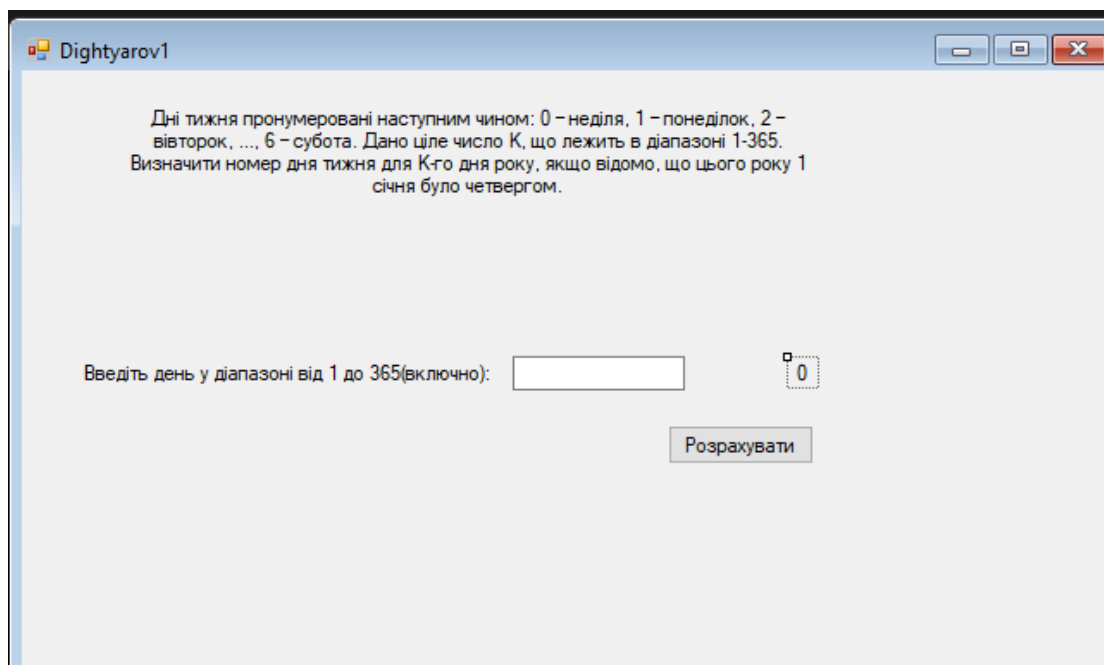 Dightyarov1
Дні тижня пронумеровані наступним чином: 0 – неділя, 1 – понеділок, 2 –
вівторок, ..., 6 – субота. Дано ціле число K, що лежить в діапазоні 1-365.
Визначити номер дня тижня для K-го дня року, якщо відомо, що цього року 1
січня було четвергом.
Введіть день у діапазоні від 1 до 365(включно):
0
Розрахувати